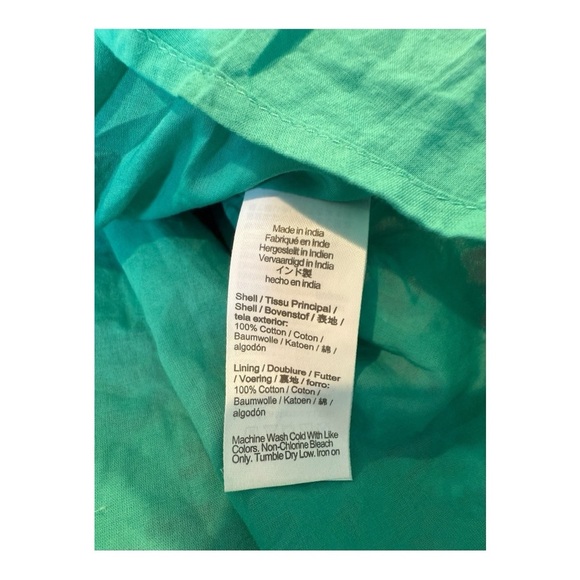 Made in India
Fabriqué en Inde
Hergestellt in Indien
Vervaardigd in India
インド製
hecho en india
Shell / Tissu Principal /
Shell / Bovenstof / 表地 /
tela exterior:
100% Cotton / Coton /
Baumwolle / Katoen / 綿 /
algodón
Lining / Doublure / Futter
/ Voering / 裏地 / forro:
100% Cotton / Coton /
Baumwolle / Katoen / 綿 /
algodón
Machine Wash Cold With Like
Colors. Non-Chlorine Bleach
Only. Tumble Dry Low. Iron on